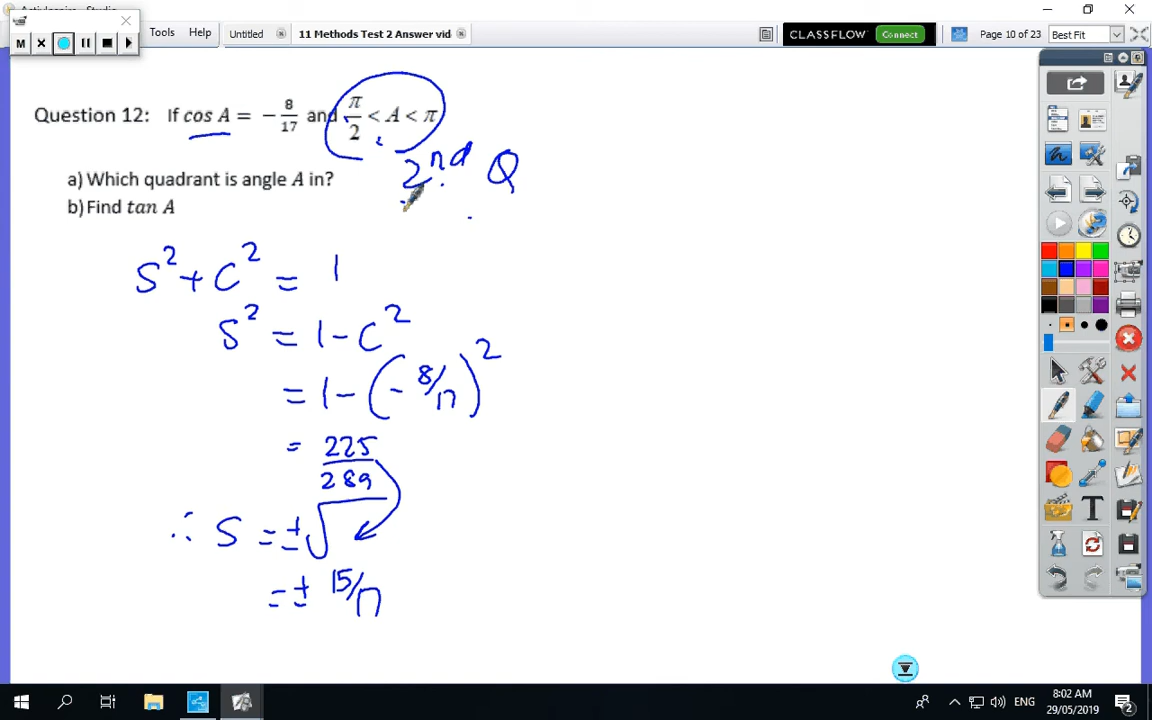 Tools Help Untitled 11 Methods Test 2 Answer vid CLASSFLOW Connect Page 10 of 23 Best Fit
M
Question 12: If cos A = −8/17 and π/2 < A < π
2nd Q
a) Which quadrant is angle A in?
b) Find tan A
S² + C² = 1
S² = 1 − C²
= 1 − (−8/17)²
= 225/289
∴ S = ±√
= ± 15/17
T
ENG
8:02 AM
29/05/2019
2